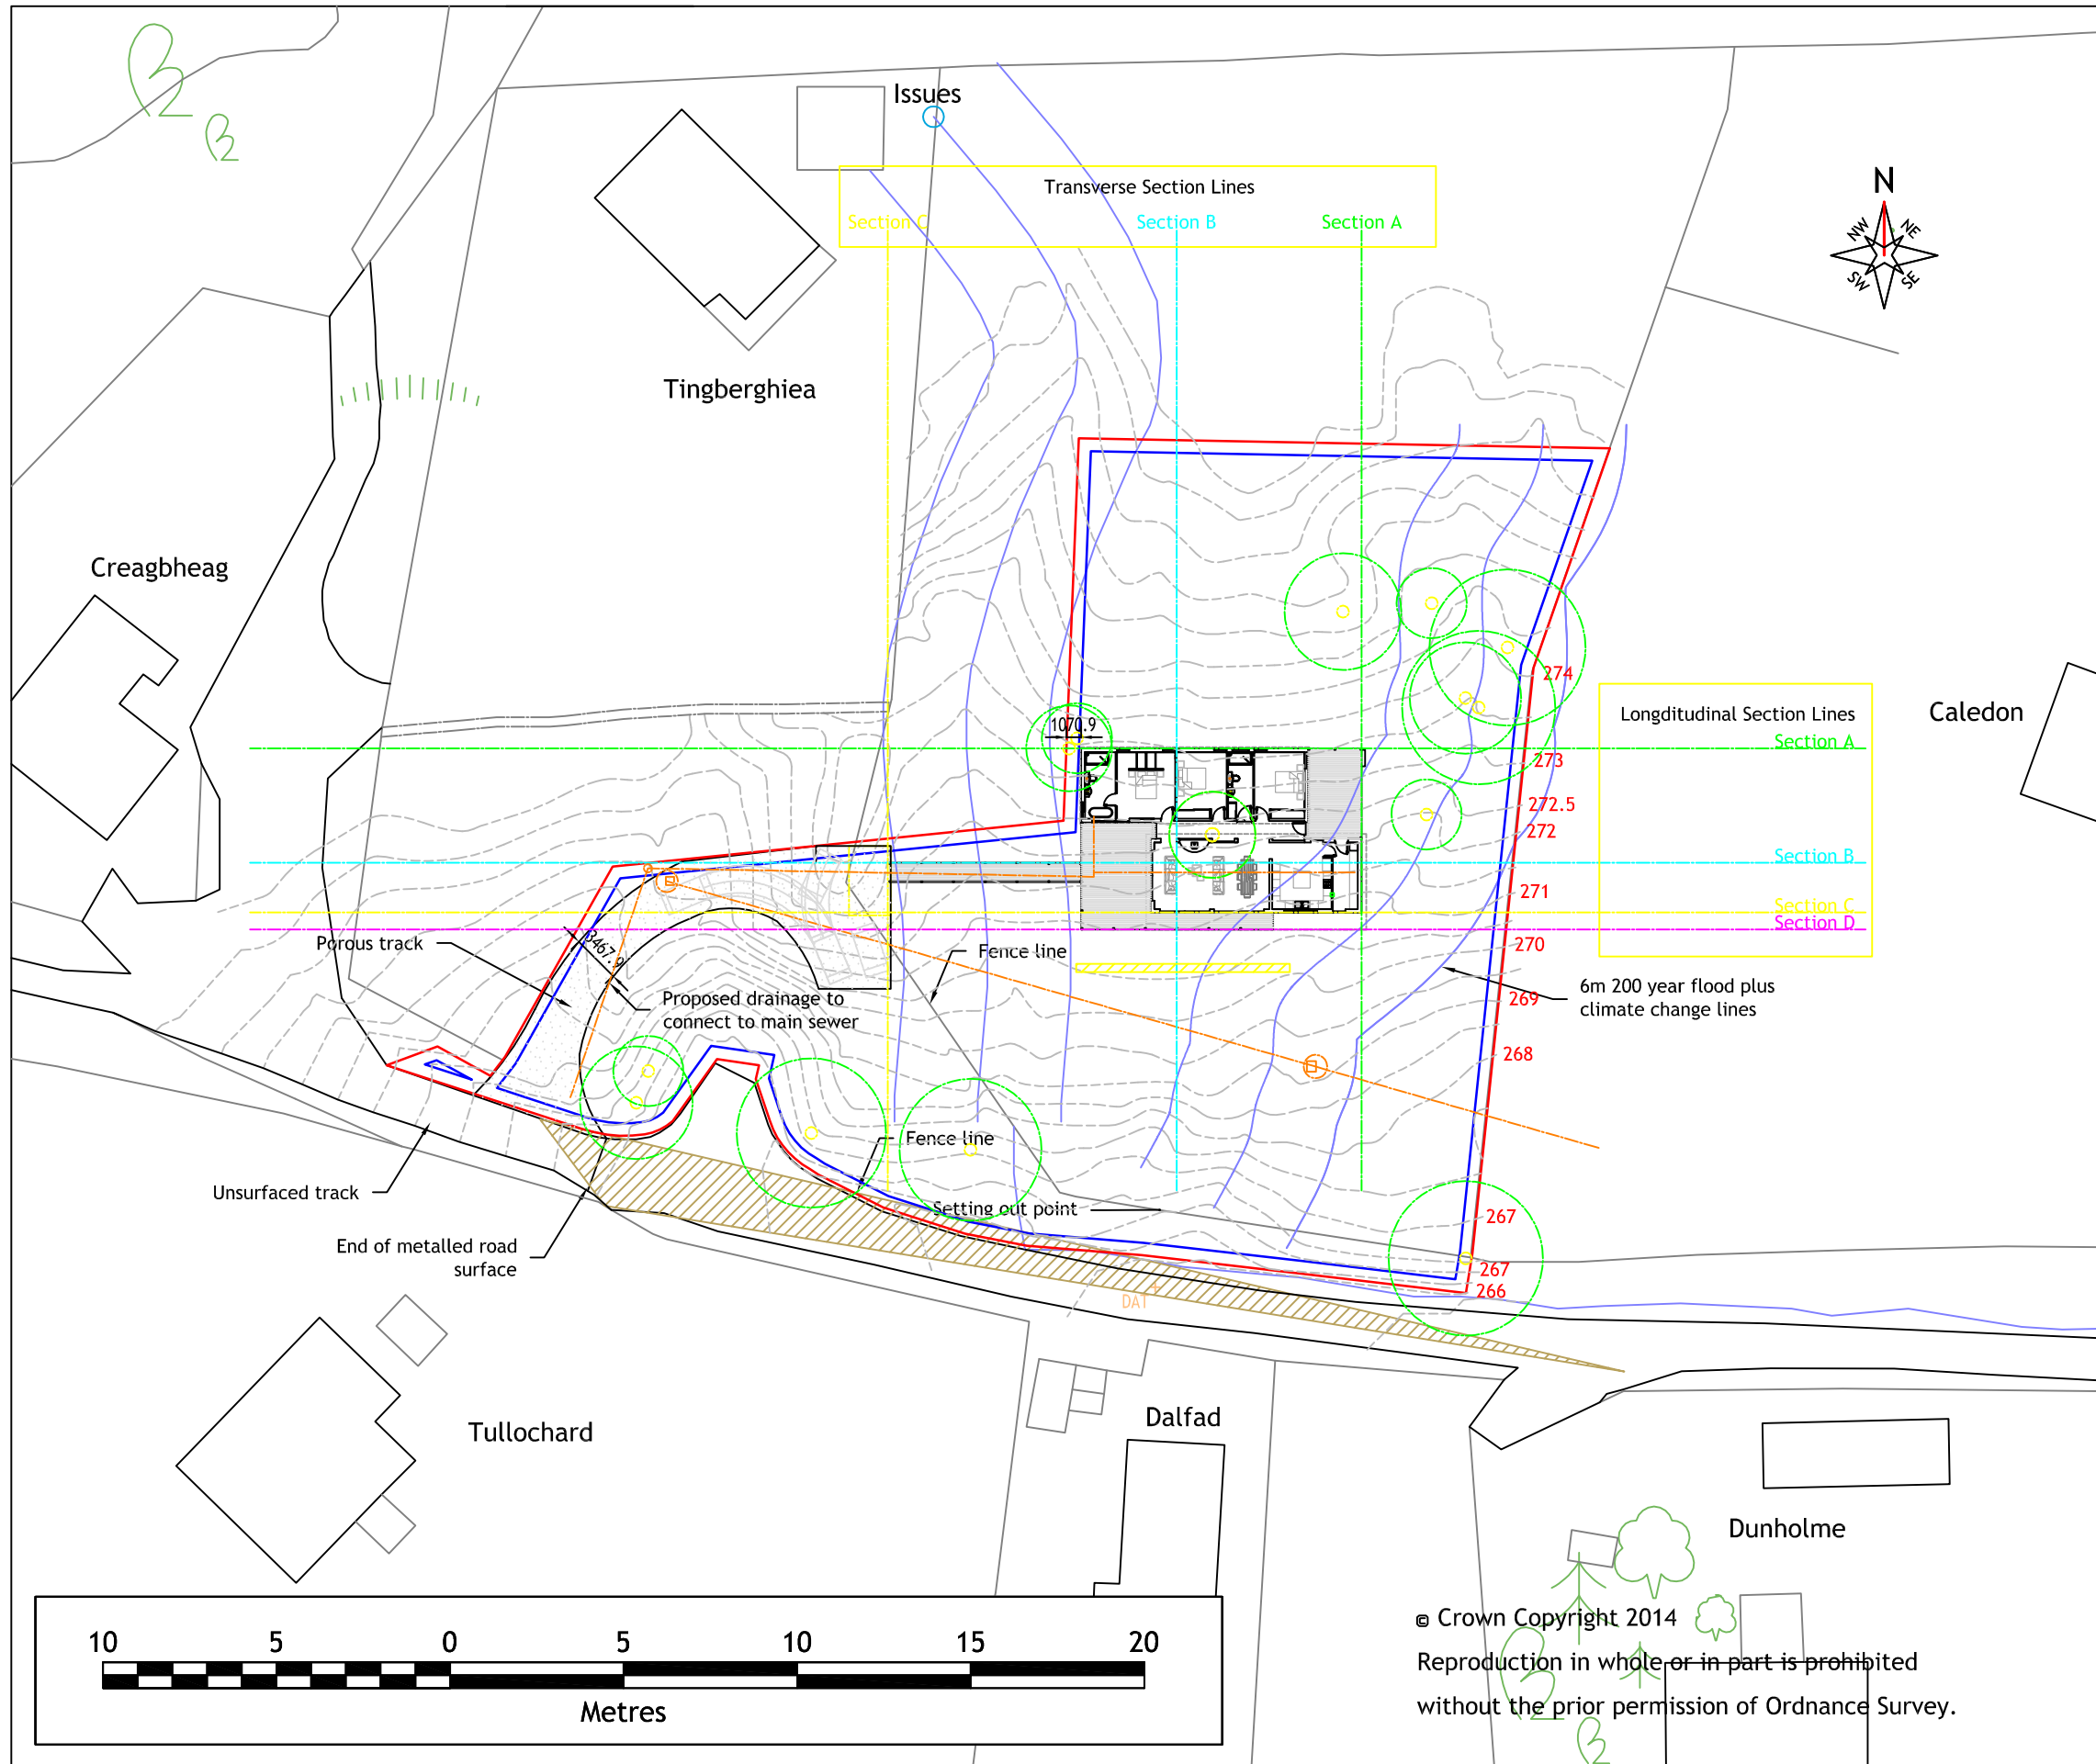 Issues
N
NW
NE
SW
SE
Transverse Section Lines
Section C
Section B
Section A
Tingberghiea
Creagbheag
Caledon
274
Longditudinal Section Lines
Section A
1070.9
273
272.5
272
Section B
271
Section C
Section D
270
Porous track
3467.9
Fence line
269
6m 200 year flood plus
climate change lines
Proposed drainage to
connect to main sewer
268
Fence line
Unsurfaced track
Setting out point
267
End of metalled road
surface
267
266
DAT
Tullochard
Dalfad
Dunholme
10 5 0 5 10 15 20
Metres
© Crown Copyright 2014
Reproduction in whole or in part is prohibited
without the prior permission of Ordnance Survey.